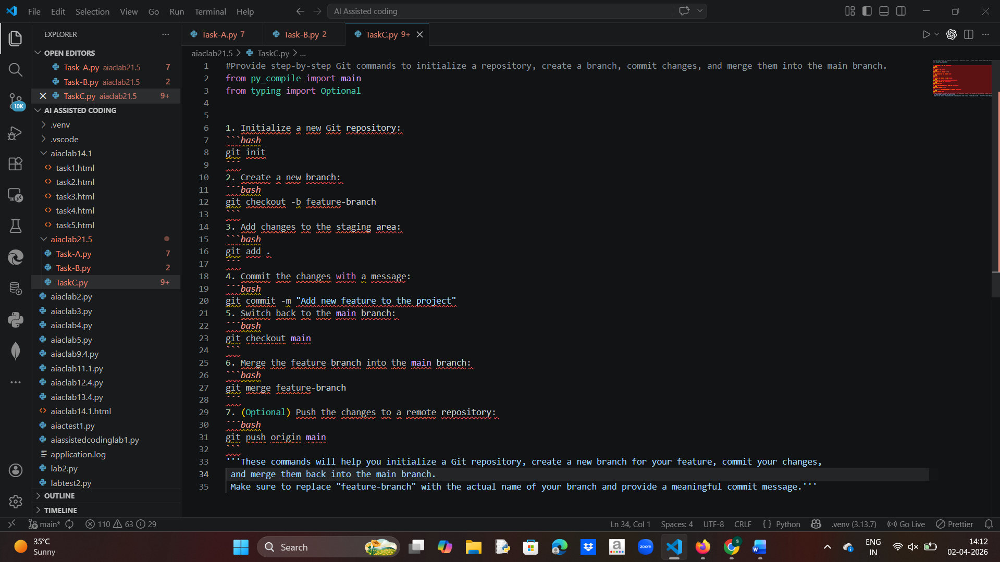 File Edit Selection View Go Run Terminal Help
AI Assisted coding
EXPLORER
OPEN EDITORS
Task-A.py aiaclab21.5 7
Task-B.py aiaclab21.5 2
TaskC.py aiaclab21.5 9+
10K
AI ASSISTED CODING
.venv
.vscode
aiaclab14.1
task1.html
task2.html
task3.html
task4.html
task5.html
aiaclab21.5
Task-A.py 7
Task-B.py 2
TaskC.py 9+
aiaclab2.py
aiaclab3.py
aiaclab4.py
aiaclab5.py
aiaclab9.4.py
aiaclab11.1.py
aiaclab12.4.py
aiaclab13.4.py
aiaclab14.1.html
aiactest1.py
aiassistedcodinglab1.py
application.log
lab2.py
labtest2.py
OUTLINE
TIMELINE
Task-A.py 7 Task-B.py 2 TaskC.py 9+
aiaclab21.5 > TaskC.py > ...
1 #Provide step-by-step Git commands to initialize a repository, create a branch, commit changes, and merge them into the main branch.
2 from py_compile import main
3 from typing import Optional
4
5
6 1. Initialize a new Git repository:
7 ```bash
8 git init
9 ```
10 2. Create a new branch:
11 ```bash
12 git checkout -b feature-branch
13 ```
14 3. Add changes to the staging area:
15 ```bash
16 git add .
17 ```
18 4. Commit the changes with a message:
19 ```bash
20 git commit -m "Add new feature to the project"
21 5. Switch back to the main branch:
22 ```bash
23 git checkout main
24 ```
25 6. Merge the feature branch into the main branch:
26 ```bash
27 git merge feature-branch
28 ```
29 7. (Optional) Push the changes to a remote repository:
30 ```bash
31 git push origin main
32 ```
33 '''These commands will help you initialize a Git repository, create a new branch for your feature, commit your changes,
34 and merge them back into the main branch.
35 Make sure to replace "feature-branch" with the actual name of your branch and provide a meaningful commit message.'''
main* 110 63 29
Ln 34, Col 1 Spaces: 4 UTF-8 CRLF { } Python .venv (3.13.7) Go Live Prettier
35°C
Sunny
Search
zoom
ENG
IN
14:12
02-04-2026